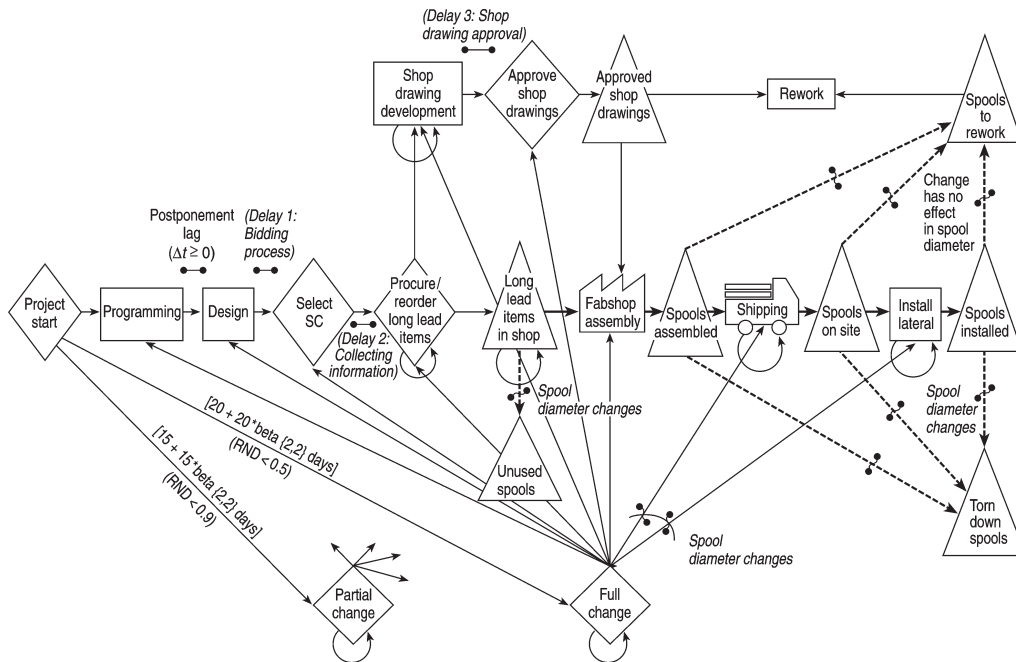 (Delay 3: Shop
drawing approval)
Shop
drawing
development
Approve
shop
drawings
Approved
shop
drawings
Rework
Spools
to
rework
Change
has no
effect
in spool
diameter
Postponement
lag
(Δt ≥ 0)
(Delay 1:
Bidding
process)
Project
start
Programming
Design
Select
SC
(Delay 2:
Collecting
information)
Procure/
reorder
long lead
items
Long
lead
items
in shop
Fabshop
assembly
Spools
assembled
Shipping
Spools
on site
Install
lateral
Spools
installed
Spool
diameter changes
Spool
diameter
changes
Unused
spools
[20 + 20*beta {2,2} days]
(RND < 0.5)
[15 + 15*beta {2,2} days]
(RND < 0.9)
Spool
diameter changes
Torn
down
spools
Partial
change
Full
change